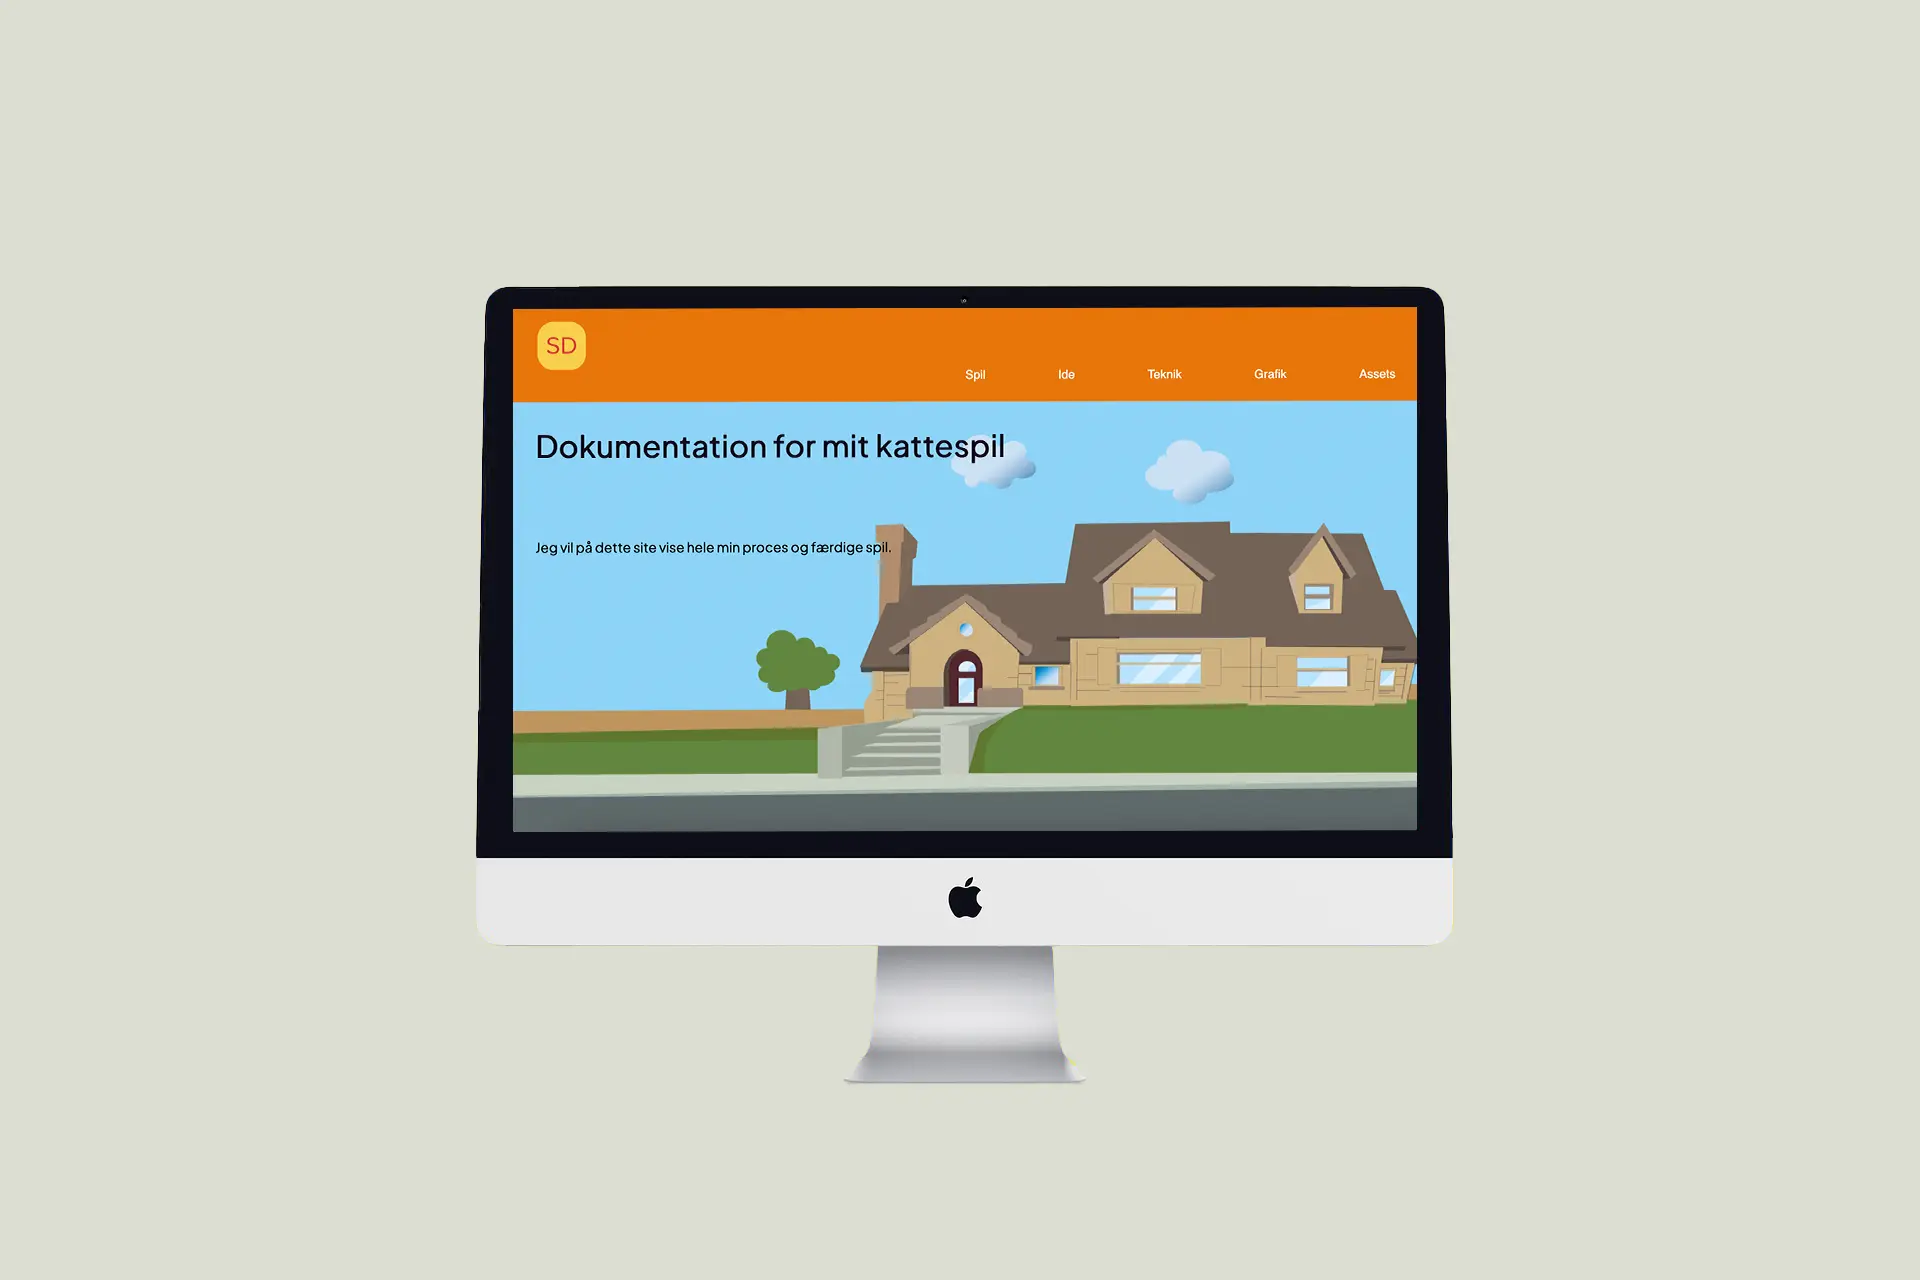 SD
Spil Ide Teknik Grafik Assets
Dokumentation for mit kattespil
Jeg vil på dette site vise hele min proces og færdige spil.